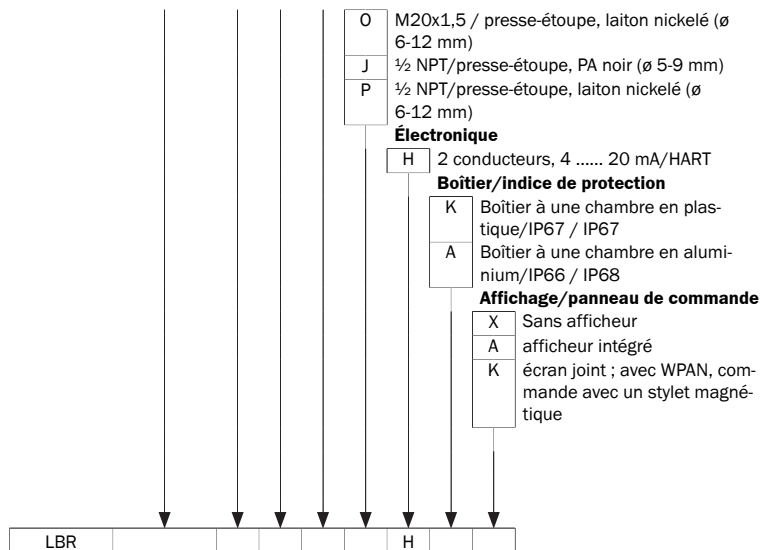 O M20x1,5 / presse-étoupe, laiton nickelé (ø
6-12 mm)
J ½ NPT/presse-étoupe, PA noir (ø 5-9 mm)
P ½ NPT/presse-étoupe, laiton nickelé (ø
6-12 mm)
Électronique
H 2 conducteurs, 4 ...... 20 mA/HART
Boîtier/indice de protection
K Boîtier à une chambre en plas-
tique/IP67 / IP67
A Boîtier à une chambre en alumi-
nium/IP66 / IP68
Affichage/panneau de commande
X Sans afficheur
A afficheur intégré
K écran joint ; avec WPAN, com-
mande avec un stylet magné-
tique
LBR H